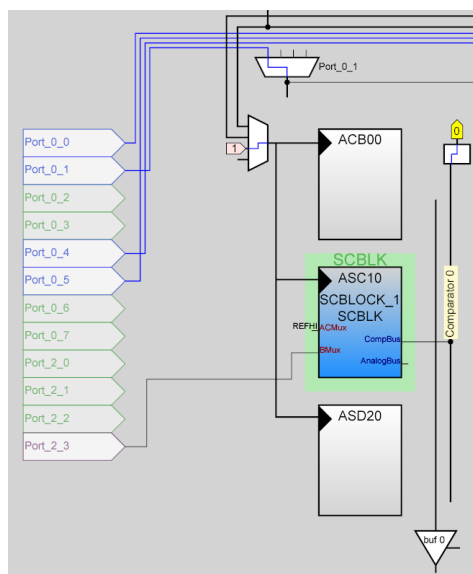 Port_0_1
Port_0_0
Port_0_1
Port_0_2
Port_0_3
Port_0_4
Port_0_5
Port_0_6
Port_0_7
Port_2_0
Port_2_1
Port_2_2
Port_2_3
1
0
ACB00
SCBLK
ASC10
SCBLOCK_1
SCBLK
REFHI
ACMux
BMux
CompBus
AnalogBus
Comparator 0
ASD20
buf 0